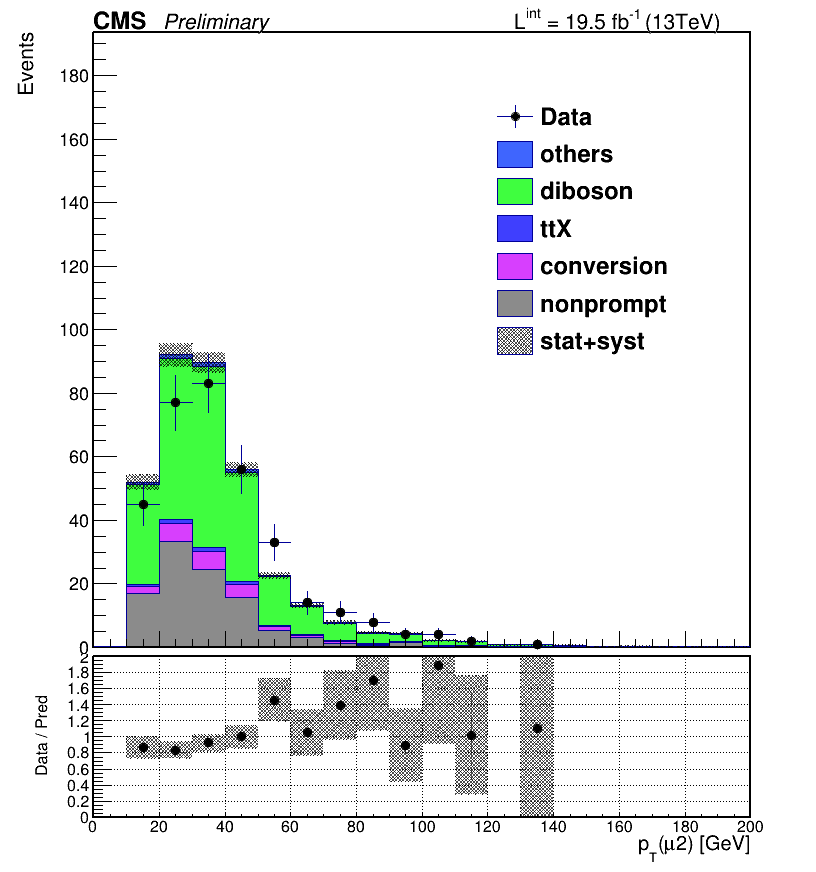 CMS Preliminary L^int = 19.5 fb^-1 (13TeV)
Events
180
160
140
120
100
80
60
40
20
0
Data
others
diboson
ttX
conversion
nonprompt
stat+syst
Data / Pred
2
1.8
1.6
1.4
1.2
1
0.8
0.6
0.4
0.2
0
0 20 40 60 80 100 120 140 160 180 200
p_T(μ2) [GeV]